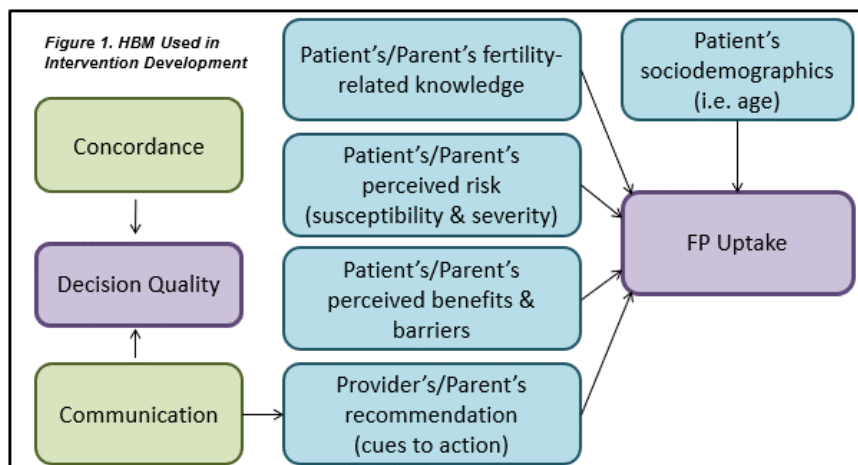 Figure 1. HBM Used in
Intervention Development
Concordance
Decision Quality
Communication
Patient's/Parent's fertility-
related knowledge
Patient's/Parent's
perceived risk
(susceptibility & severity)
Patient's/Parent's
perceived benefits &
barriers
Provider's/Parent's
recommendation
(cues to action)
Patient's
sociodemographics
(i.e. age)
FP Uptake